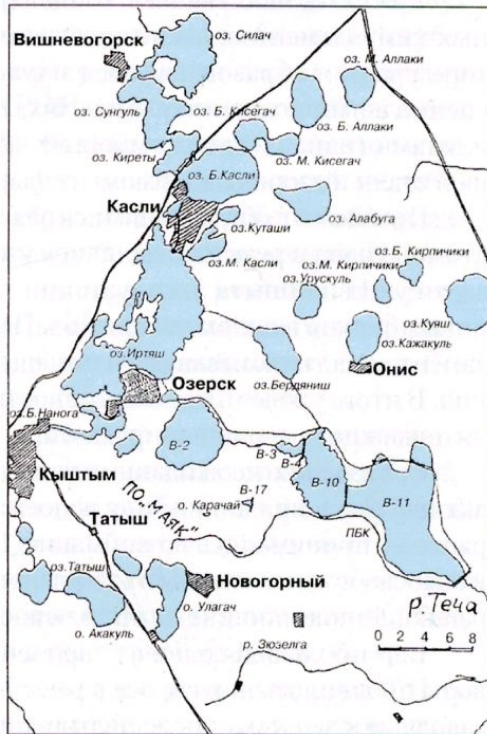 оз. Силач
Вишневогорск
оз. М. Аллаки
оз. Сунгуль
оз. Б. Кисегач
оз. Б. Аллаки
оз. Киреты
оз. М. Кисегач
оз. Б.Касли
Касли
оз. Алабуга
оз.Куташи
оз. Б. Кирпичики
оз.М. Касли
оз. М. Кирпичики
оз.Урускуль
оз. Куяш
оз. Кажакуль
оз.Иртяш
Онис
Озерск
оз.Бердяниш
оз.Б.Нанога
В-2
В-3
В-4
Кыштым
В-10
В-17
В-11
о. Карачай
ПО „МАЯК“
Татыш
ПБК
оз.Татыш
Новогорный
р. Теча
о. Улагач
0 2 4 6 8
о. Акакуль
р. Зюзелга